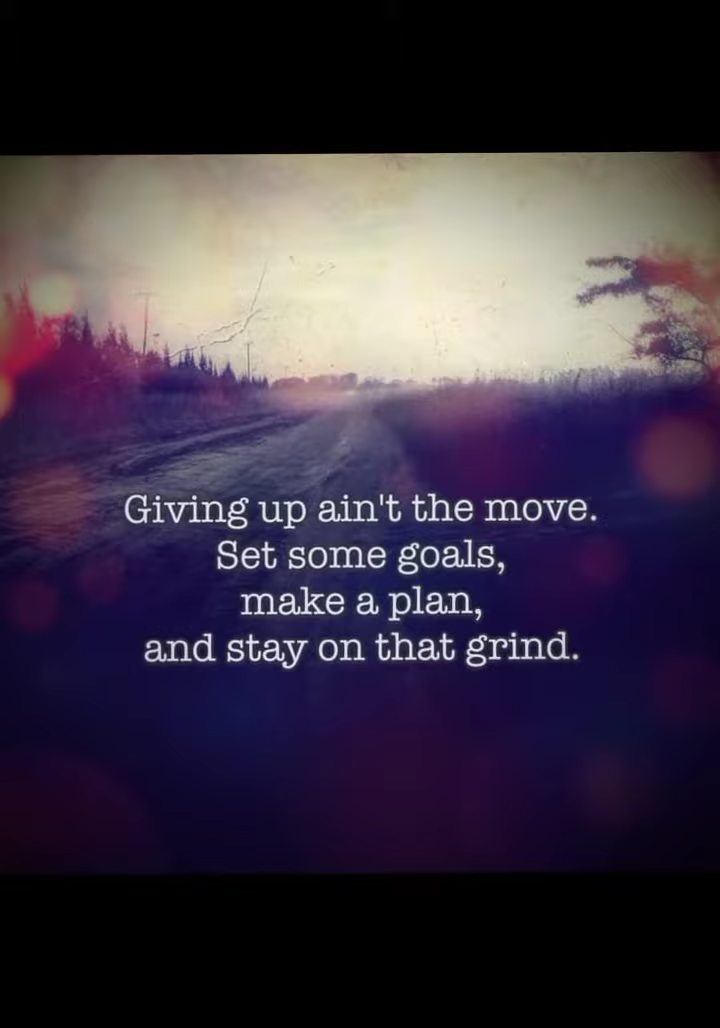 Giving up ain't the move.
Set some goals,
make a plan,
and stay on that grind.